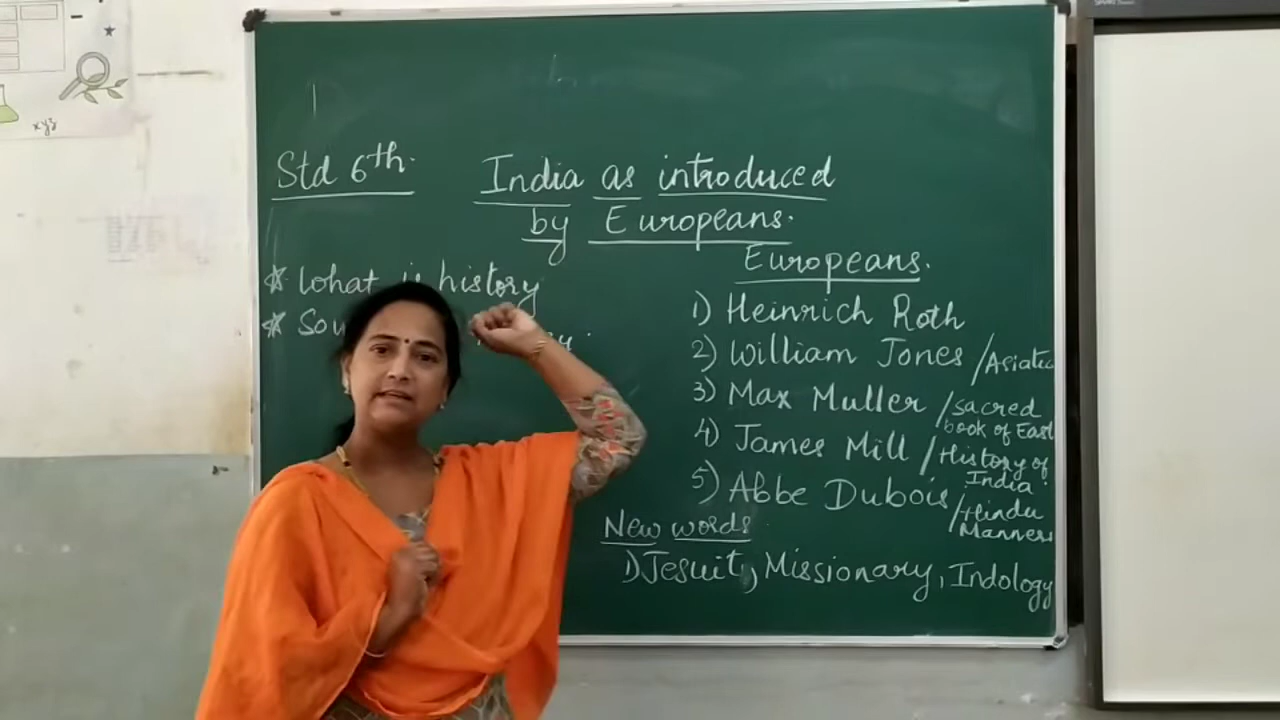 xyz
Std 6th.
India as introduced
by Europeans.
* What is history
Europeans.
1) Heinrich Roth
2) William Jones / Asiatic
3) Max Muller / Sacred
book of East
4) James Mill / History of
India
5) Abbe Dubois / Hindu
Manners
New words
1) Jesuit, Missionary, Indology